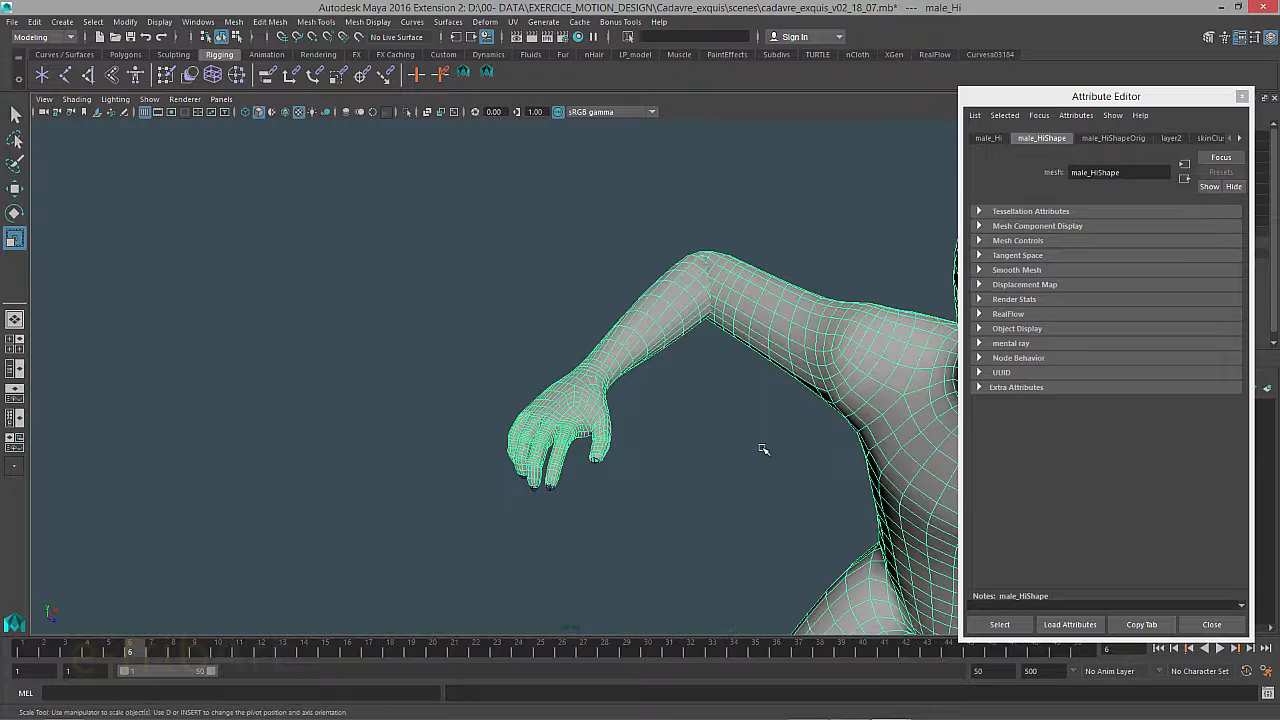 Autodesk Maya 2016 Extension 2: D:\00- DATA\EXERCICE_MOTION_DESIGN\Cadavre_exquis\scenes\cadavre_exquis_v02_18_07.mb* --- male_Hi
File Edit Create Select Modify Display Windows Mesh Edit Mesh Mesh Tools Mesh Display Curves Surfaces Deform UV Generate Cache Bonus Tools Help
Modeling No Live Surface Sign In
Curves / Surfaces Polygons Sculpting Rigging Animation Rendering FX FX Caching Custom Dynamics Fluids Fur nHair LP_model Muscle PaintEffects Subdivs TURTLE nCloth XGen RealFlow Curvesa03184
View Shading Lighting Show Renderer Panels
0.00 1.00 sRGB gamma
Attribute Editor
List Selected Focus Attributes Show Help
male_Hi male_HiShape male_HiShapeOrig layer2 skinClus
Focus
mesh: male_HiShape Presets
Show Hide
Tessellation Attributes
Mesh Component Display
Mesh Controls
Tangent Space
Smooth Mesh
Displacement Map
Render Stats
RealFlow
Object Display
mental ray
Node Behavior
UUID
Extra Attributes
Notes: male_HiShape
Select Load Attributes Copy Tab Close
1 1 1 50 50 500 No Anim Layer No Character Set
MEL
Scale Tool: Use manipulator to scale object(s). Use D or INSERT to change the pivot position and axis orientation.